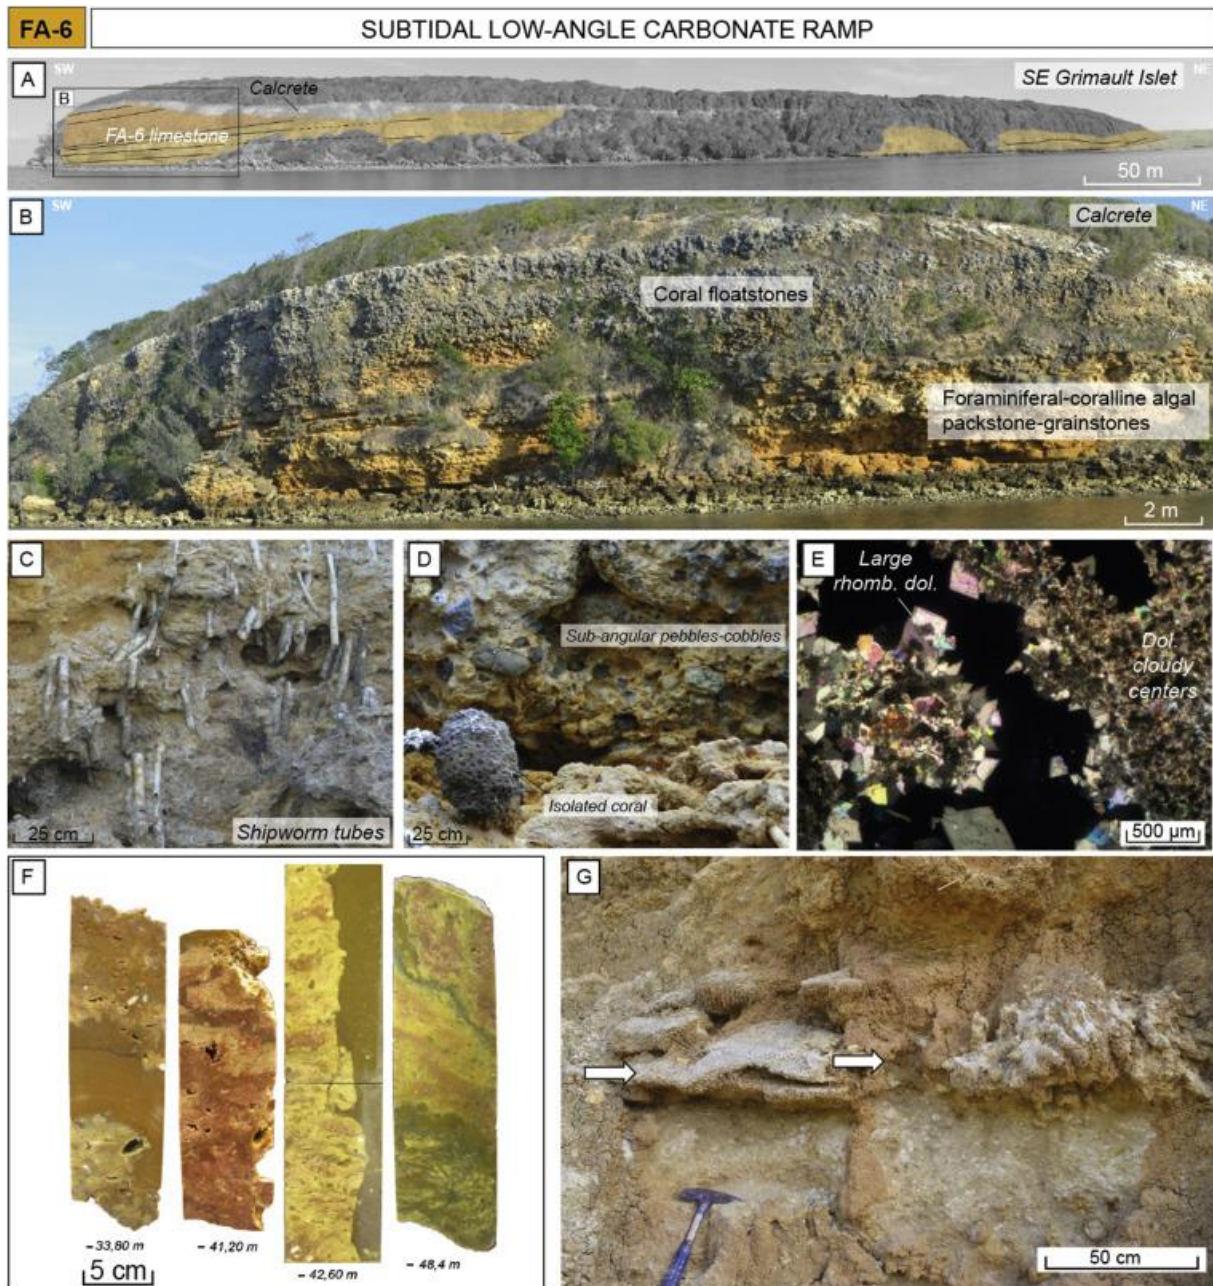 FA-6
SUBTIDAL LOW-ANGLE CARBONATE RAMP
A
SW
NE
SE Grimault Islet
B
Calcrete
FA-6 limestone
50 m
B
SW
NE
Calcrete
Coral floatstones
Foraminiferal-coralline algal
packstone-grainstones
2 m
C
25 cm
Shipworm tubes
D
Sub-angular pebbles-cobbles
Isolated coral
25 cm
E
Large
rhomb. dol.
Dol
cloudy
centers
500 µm
F
– 33,80 m
– 41,20 m
– 42,60 m
– 48,4 m
5 cm
G
50 cm